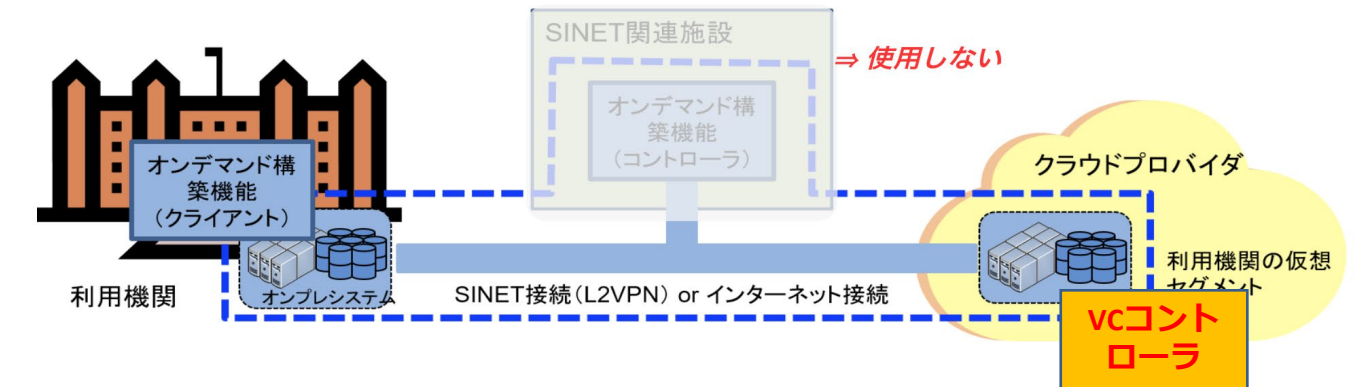 SINET関連施設
⇒ 使用しない
オンデマンド構
築機能
(コントローラ)
オンデマンド構
築機能
(クライアント)
クラウドプロバイダ
利用機関の仮想
セグメント
利用機関
オンプレシステム
SINET接続(L2VPN) or インターネット接続
VCコント
ローラ